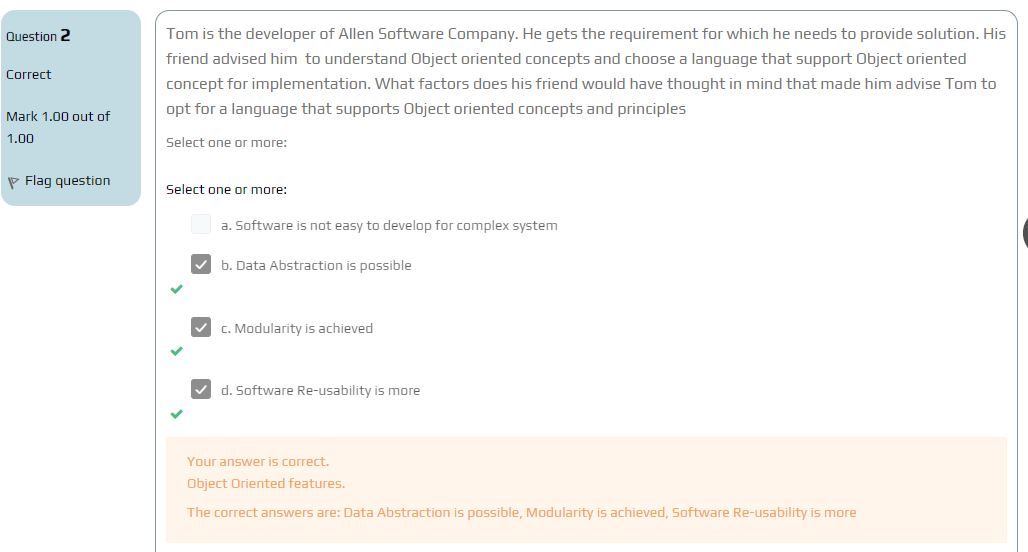 Question 2
Correct
Mark 1.00 out of
1.00
Flag question
Tom is the developer of Allen Software Company. He gets the requirement for which he needs to provide solution. His
friend advised him  to understand Object oriented concepts and choose a language that support Object oriented
concept for implementation. What factors does his friend would have thought in mind that made him advise Tom to
opt for a language that supports Object oriented concepts and principles
Select one or more:
Select one or more:
a. Software is not easy to develop for complex system
b. Data Abstraction is possible
c. Modularity is achieved
d. Software Re-usability is more
Your answer is correct.
Object Oriented features.
The correct answers are: Data Abstraction is possible, Modularity is achieved, Software Re-usability is more